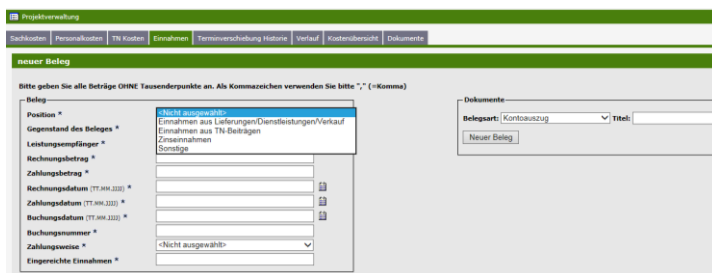 Projektverwaltung
Sachkosten Personalkosten TN Kosten Einnahmen Terminverschiebung Historie Verlauf Kostenübersicht Dokumente
neuer Beleg
Bitte geben Sie alle Beträge OHNE Tausenderpunkte an. Als Kommazeichen verwenden Sie bitte "," (=Komma)
Beleg
Position *
<Nicht ausgewählt>
Einnahmen aus Lieferungen/Dienstleistungen/Verkauf
Einnahmen aus TN-Beiträgen
Zinseinnahmen
Sonstige
Gegenstand des Beleges *
Leistungsempfänger *
Rechnungsbetrag *
Zahlungsbetrag *
Rechnungsdatum (TT.MM.JJJJ) *
Zahlungsdatum (TT.MM.JJJJ) *
Buchungsdatum (TT.MM.JJJJ) *
Buchungsnummer *
Zahlungsweise * <Nicht ausgewählt>
Eingereichte Einnahmen *
Dokumente
Belegsart: Kontoauszug Titel:
Neuer Beleg